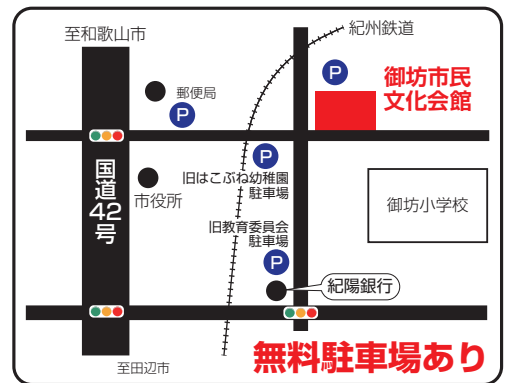 至和歌山市
紀州鉄道
P
御坊市民
文化会館
郵便局
P
国道42号
P
旧はこぶね幼稚園
駐車場
市役所
御坊小学校
旧教育委員会
駐車場
P
紀陽銀行
至田辺市
無料駐車場あり